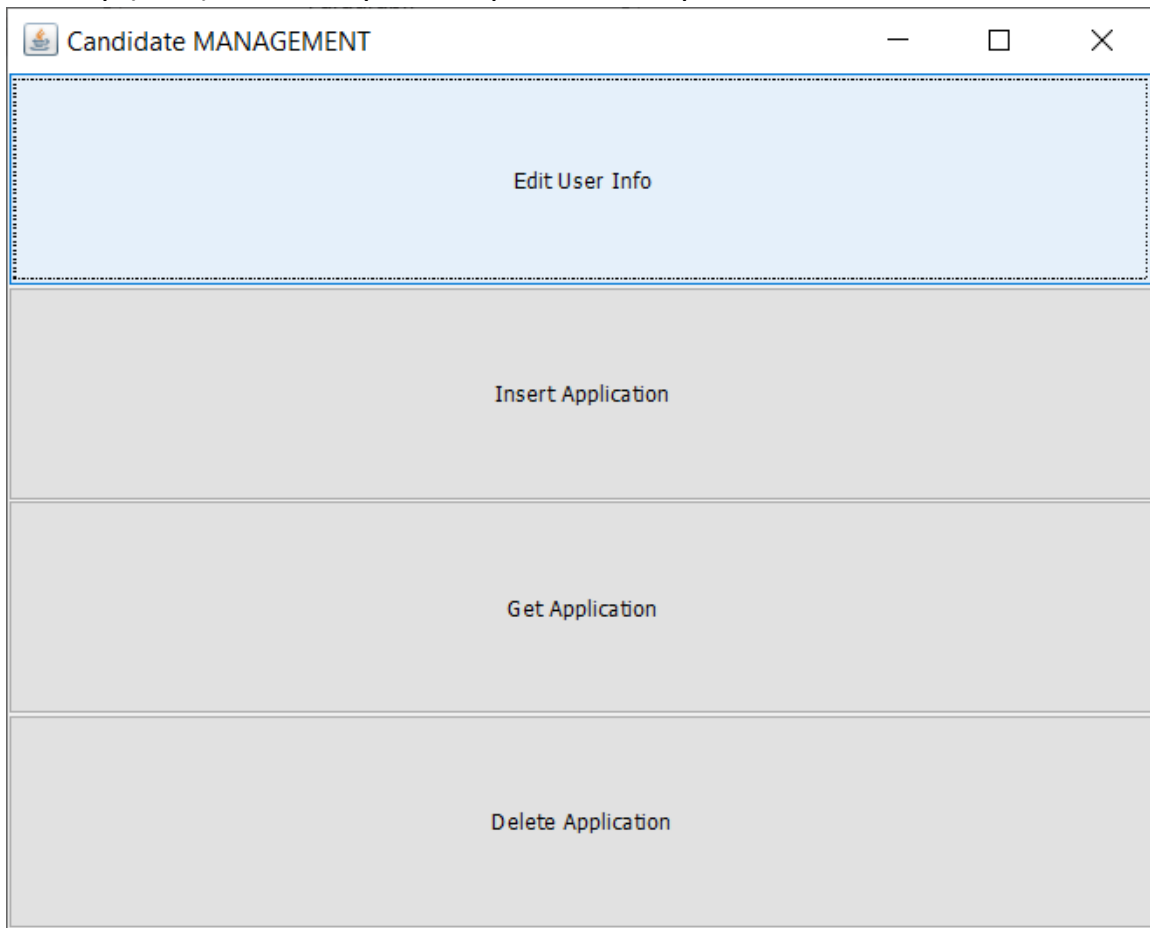 Candidate MANAGEMENT
Edit User Info
Insert Application
Get Application
Delete Application